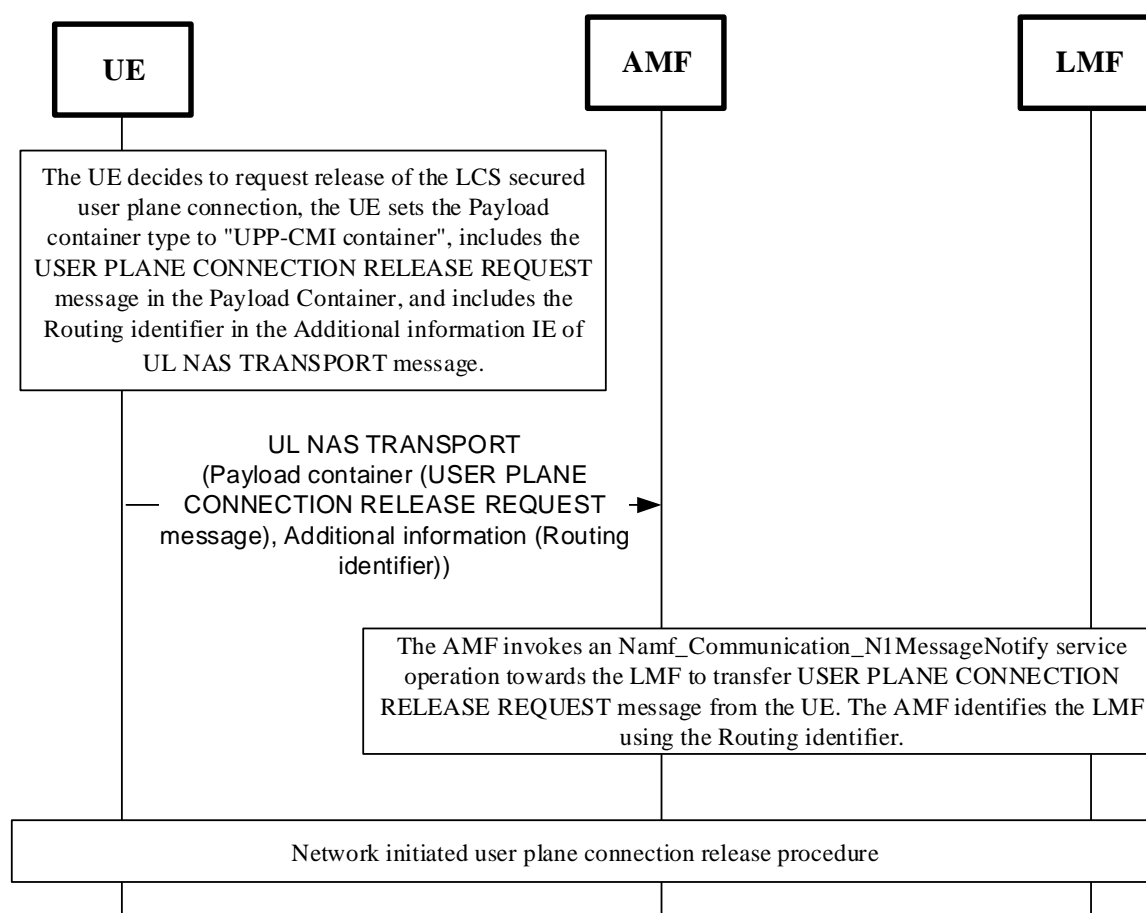 UE
AMF
LMF
The UE decides to request release of the LCS secured
user plane connection, the UE sets the Payload
container type to "UPP-CMI container", includes the
USER PLANE CONNECTION RELEASE REQUEST
message in the Payload Container, and includes the
Routing identifier in the Additional information IE of
UL NAS TRANSPORT message.
UL NAS TRANSPORT
(Payload container (USER PLANE
CONNECTION RELEASE REQUEST
message), Additional information (Routing
identifier))
The AMF invokes an Namf_Communication_N1MessageNotify service
operation towards the LMF to transfer USER PLANE CONNECTION
RELEASE REQUEST message from the UE. The AMF identifies the LMF
using the Routing identifier.
Network initiated user plane connection release procedure